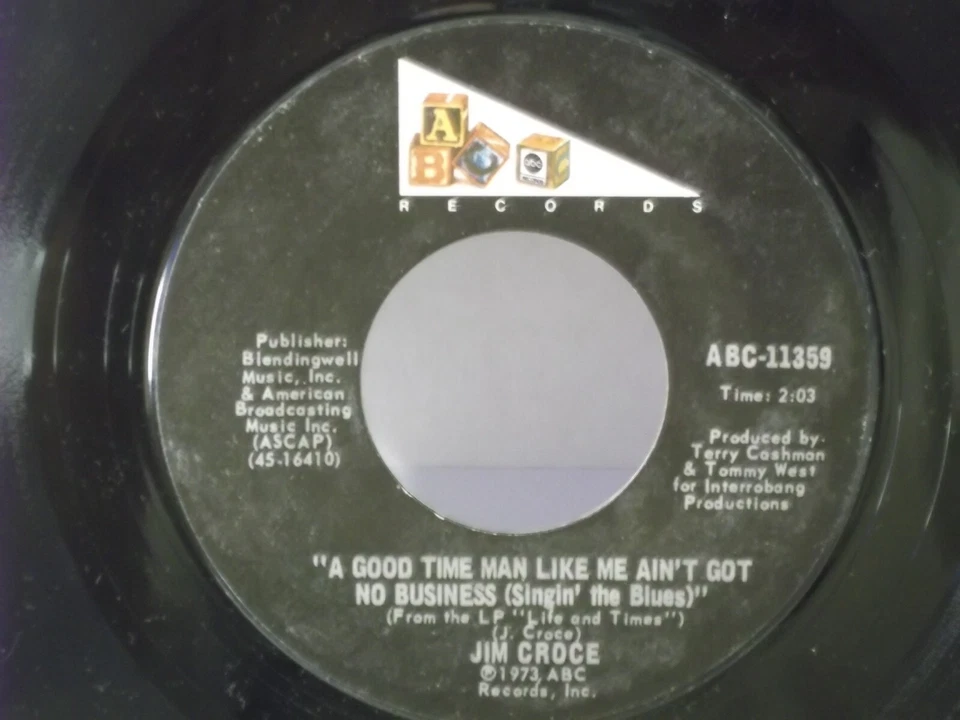 A
B
abc
RECORDS
Publisher:
Blendingwell
Music, Inc.
& American
Broadcasting
Music Inc.
(ASCAP)
(45-16410)
ABC-11359
Time: 2:03
Produced by
Terry Cashman
& Tommy West
for Interrobang
Productions
"A GOOD TIME MAN LIKE ME AIN'T GOT
NO BUSINESS (Singin' the Blues)"
(From the LP "Life and Times")
(J. Croce)
JIM CROCE
℗1973, ABC
Records, Inc.